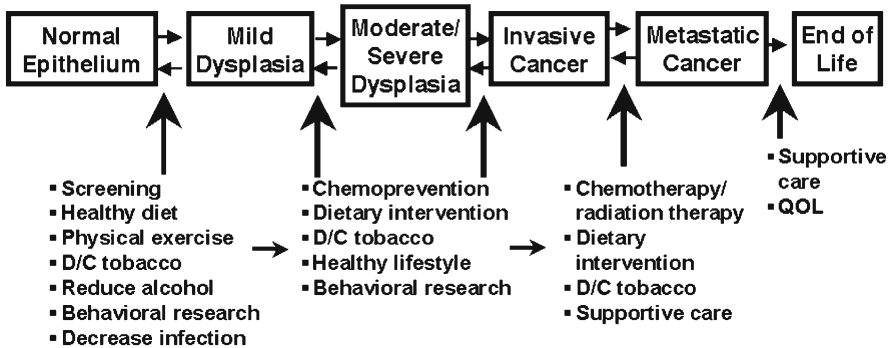 Normal
Epithelium
Mild
Dysplasia
Moderate/
Severe
Dysplasia
Invasive
Cancer
Metastatic
Cancer
End of
Life
▪ Screening
▪ Healthy diet
▪ Physical exercise
▪ D/C tobacco
▪ Reduce alcohol
▪ Behavioral research
▪ Decrease infection
▪ Chemoprevention
▪ Dietary intervention
▪ D/C tobacco
▪ Healthy lifestyle
▪ Behavioral research
▪ Chemotherapy/
radiation therapy
▪ Dietary
intervention
▪ D/C tobacco
▪ Supportive care
▪ Supportive
care
▪ QOL